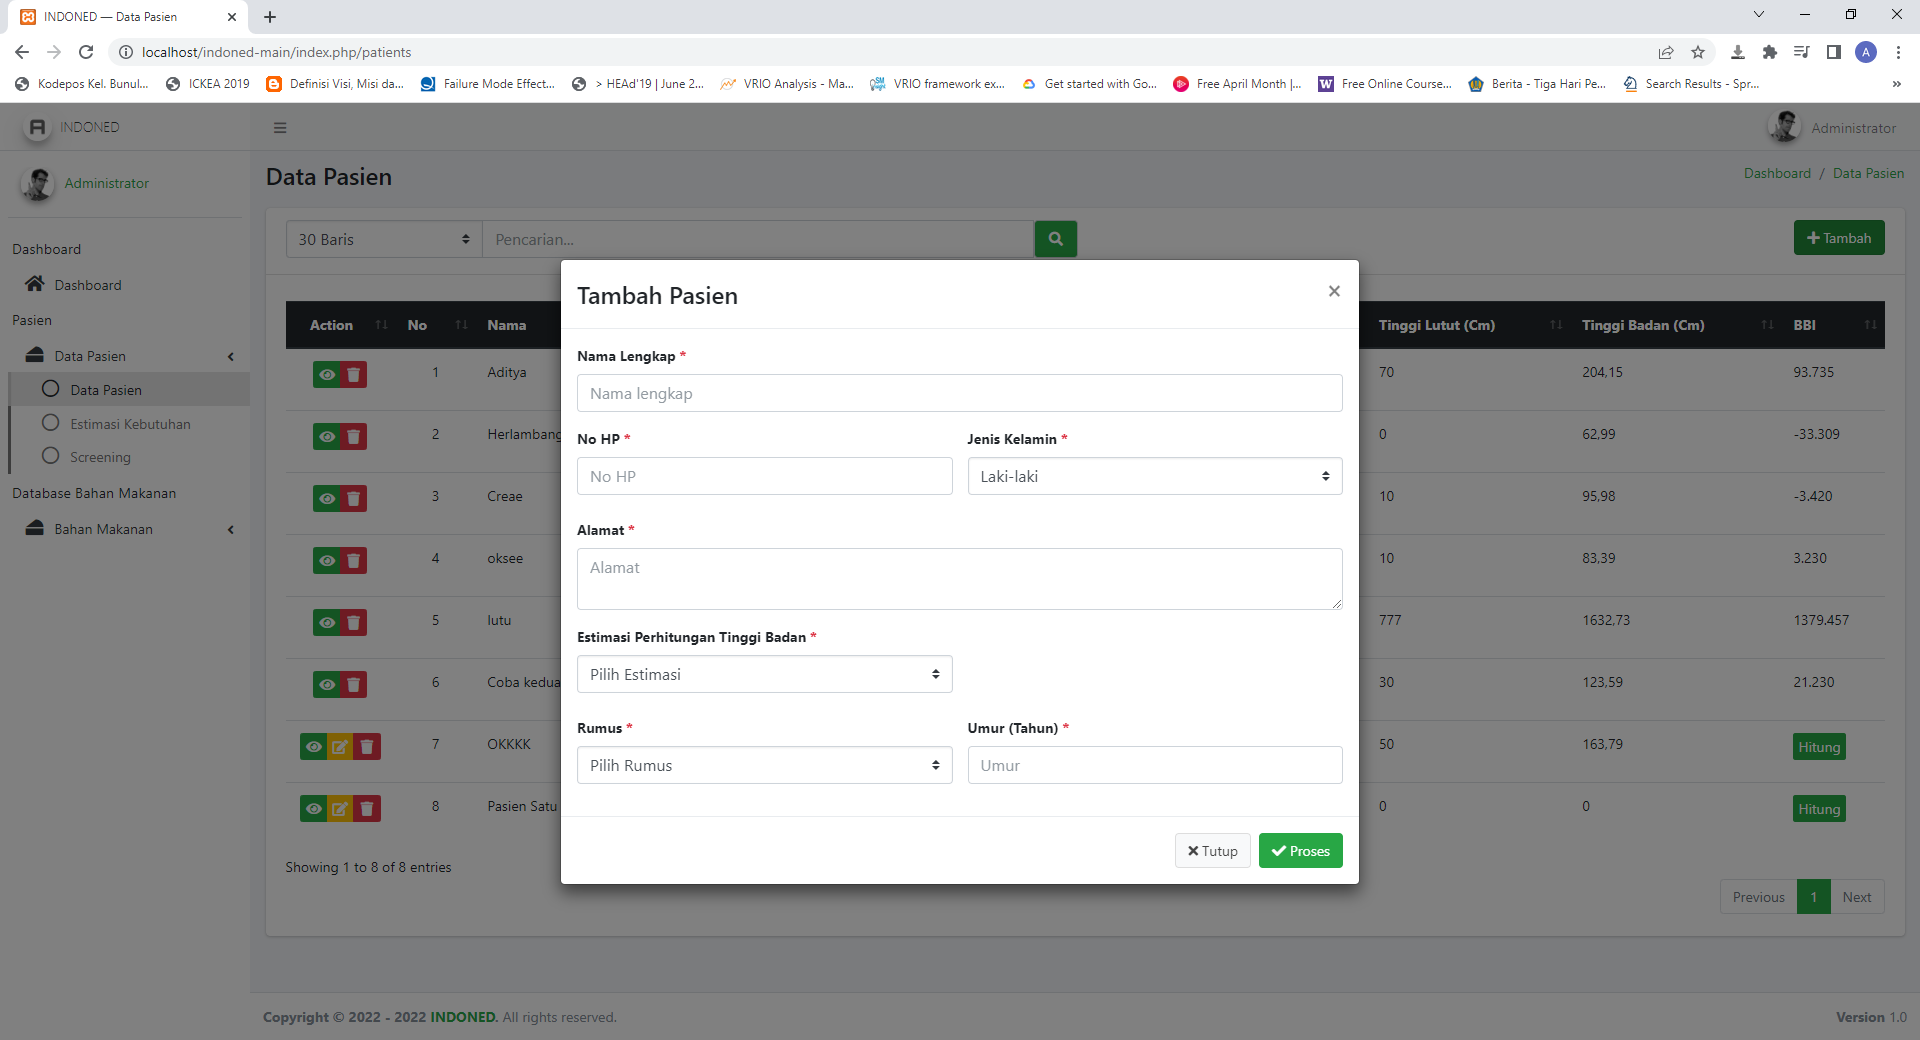 INDONED — Data Pasien
localhost/indoned-main/index.php/patients
A
Kodepos Kel. Bunul...
ICKEA 2019
Definisi Visi, Misi da...
Failure Mode Effect...
> HEAd'19 | June 2...
VRIO Analysis - Ma...
VRIO framework ex...
Get started with Go...
Free April Month |...
Free Online Course...
Berita - Tiga Hari Pe...
Search Results - Spr...
INDONED
Administrator
Administrator
Data Pasien
Dashboard / Data Pasien
Dashboard
Dashboard
Pasien
Data Pasien
Data Pasien
Estimasi Kebutuhan
Screening
Database Bahan Makanan
Bahan Makanan
30 Baris
Pencarian...
Tambah
Action No Nama Tinggi Lutut (Cm) Tinggi Badan (Cm) BBI
1 Aditya 70 204,15 93.735
2 Herlambang 0 62,99 -33.309
3 Creae 10 95,98 -3.420
4 oksee 10 83,39 3.230
5 lutu 777 1632,73 1379.457
6 Coba kedua 30 123,59 21.230
7 OKKKK 50 163,79 Hitung
8 Pasien Satu 0 0 Hitung
Showing 1 to 8 of 8 entries
Previous 1 Next
Tambah Pasien
×
Nama Lengkap *
Nama lengkap
No HP *
No HP
Jenis Kelamin *
Laki-laki
Alamat *
Alamat
Estimasi Perhitungan Tinggi Badan *
Pilih Estimasi
Rumus *
Pilih Rumus
Umur (Tahun) *
Umur
Tutup
Proses
Copyright © 2022 - 2022 INDONED. All rights reserved.
Version 1.0